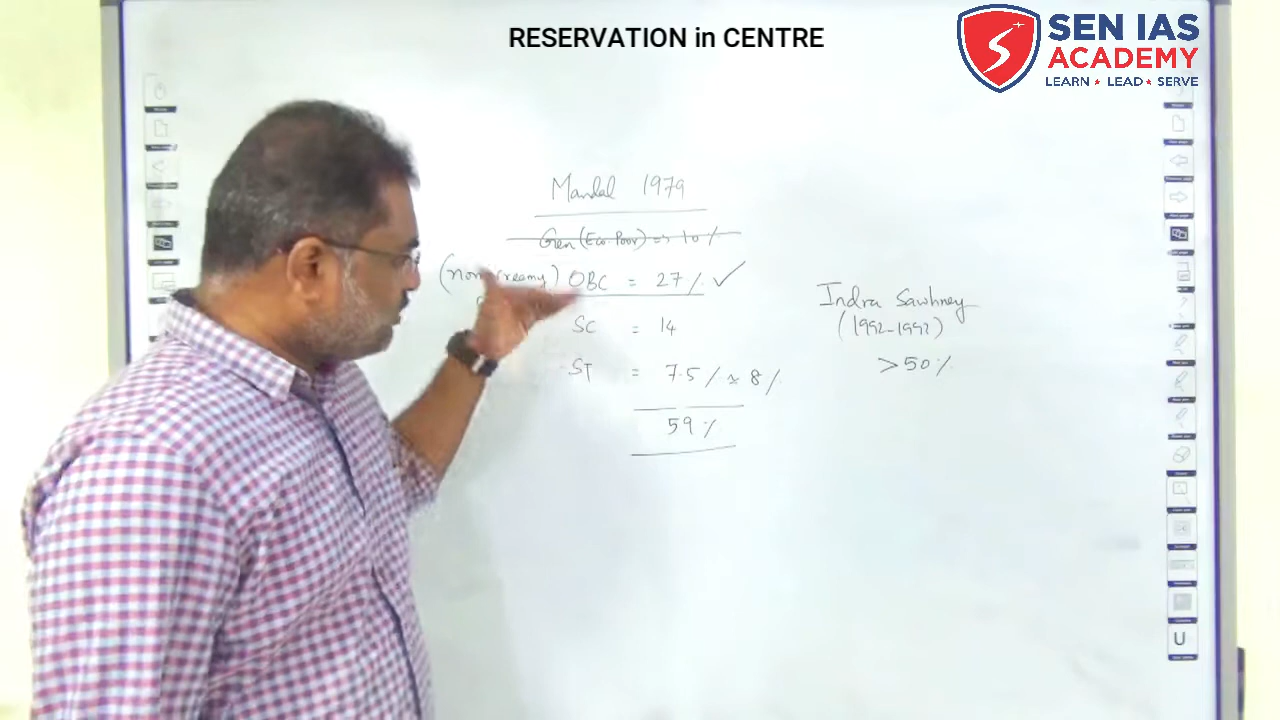 RESERVATION in CENTRE
SEN IAS
ACADEMY
LEARN ★ LEAD ★ SERVE
Mandal 1979
Gen (Eco. Poor) => 10%
(non creamy) OBC = 27% ✓
SC = 14
ST = 7.5% ≈ 8%
59%
Indra Sawhney
(1992-1992)
>50%
U